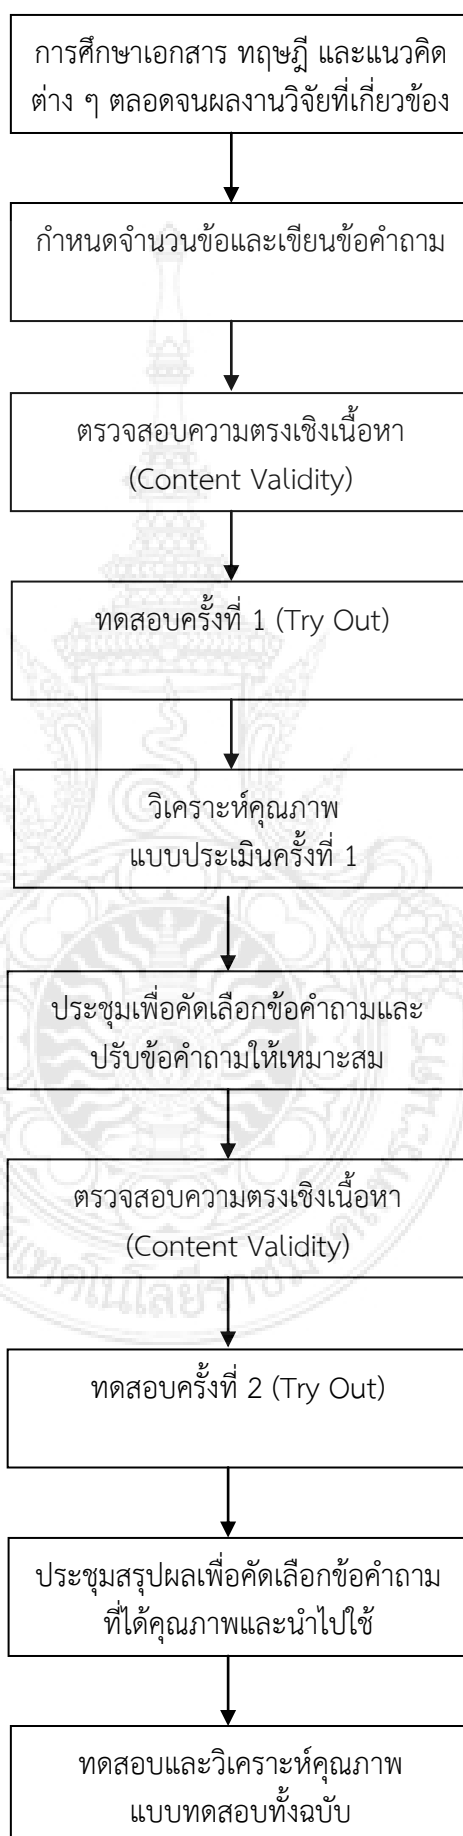 การศึกษาเอกสาร ทฤษฎี และแนวคิด
ต่าง ๆ ตลอดจนผลงานวิจัยที่เกี่ยวข้อง
กำหนดจำนวนข้อและเขียนข้อคำถาม
ตรวจสอบความตรงเชิงเนื้อหา
(Content Validity)
ทดสอบครั้งที่ 1 (Try Out)
วิเคราะห์คุณภาพ
แบบประเมินครั้งที่ 1
ประชุมเพื่อคัดเลือกข้อคำถามและ
ปรับข้อคำถามให้เหมาะสม
ตรวจสอบความตรงเชิงเนื้อหา
(Content Validity)
ทดสอบครั้งที่ 2 (Try Out)
ประชุมสรุปผลเพื่อคัดเลือกข้อคำถาม
ที่ได้คุณภาพและนำไปใช้
ทดสอบและวิเคราะห์คุณภาพ
แบบทดสอบทั้งฉบับ